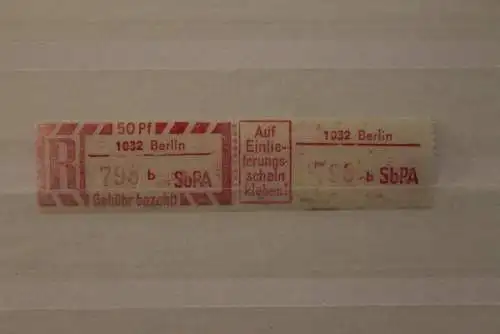 R
50 Pf
1032 Berlin
798 b SbPA
Gebühr bezahlt
Auf
Einlie-
ferungs-
schein
kleben!
1032 Berlin
b SbPA